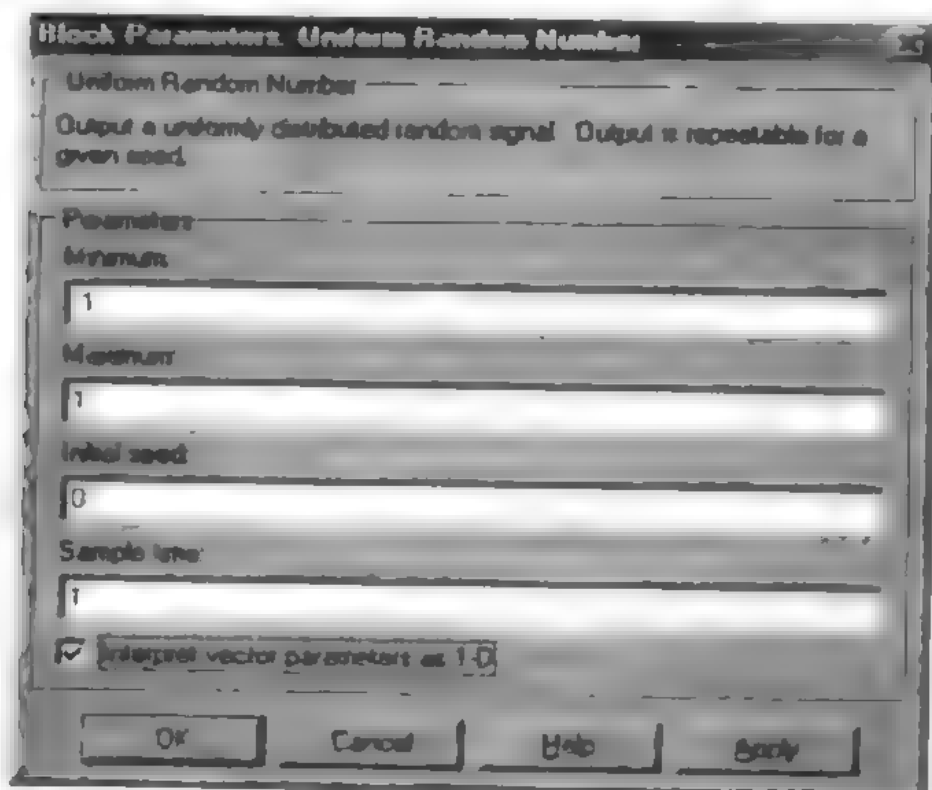 Block Parameters: Uniform Random Number
Uniform Random Number
Output a uniformly distributed random signal. Output is repeatable for a
given seed.
Parameters
Minimum:
1
Maximum:
1
Initial seed:
0
Sample time:
1
Interpret vector parameters as 1-D
OK
Cancel
Help
Apply